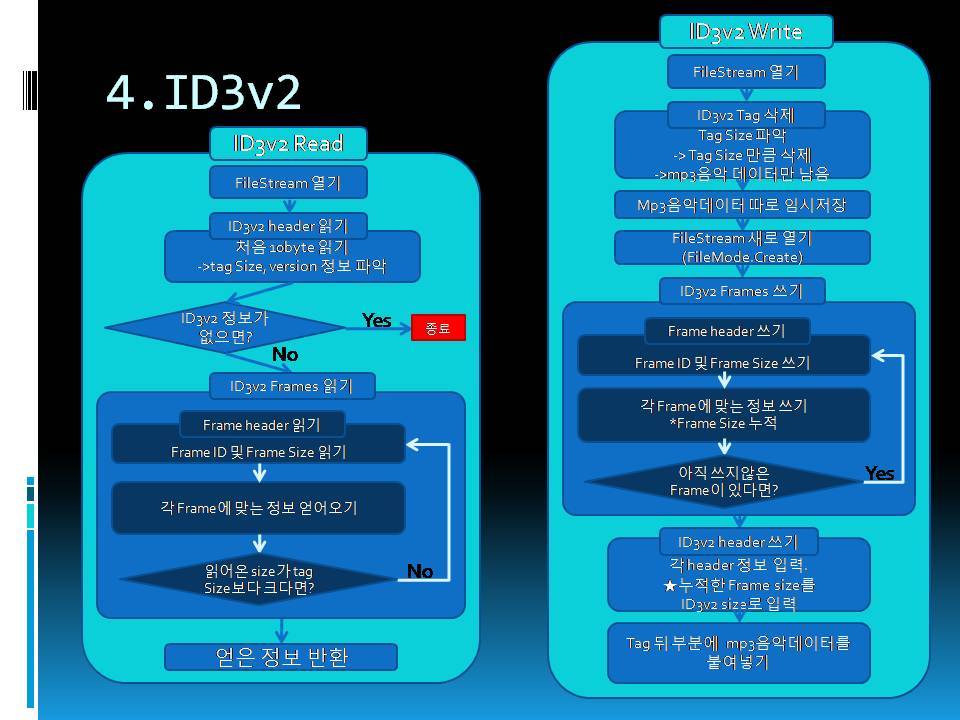 4.ID3v2
ID3v2 Read
FileStream 열기
ID3v2 header 읽기
처음 10byte 읽기
->tag Size, version 정보 파악
ID3v2 정보가
없으면?
Yes
종료
No
ID3v2 Frames 읽기
Frame header 읽기
Frame ID 및 Frame Size 읽기
각 Frame에 맞는 정보 얻어오기
읽어온 size가 tag
Size보다 크다면?
No
얻은 정보 반환
ID3v2 Write
FileStream 열기
ID3v2 Tag 삭제
Tag Size 파악
-> Tag Size 만큼 삭제
->mp3음악 데이터만 남음
Mp3음악데이터 따로 임시저장
FileStream 새로 열기
(FileMode.Create)
ID3v2 Frames 쓰기
Frame header 쓰기
Frame ID 및 Frame Size 쓰기
각 Frame에 맞는 정보 쓰기
*Frame Size 누적
아직 쓰지않은
Frame이 있다면?
Yes
ID3v2 header 쓰기
각 header 정보 입력.
★누적한 Frame size를
ID3v2 size로 입력
Tag 뒤 부분에 mp3음악데이터를
붙여넣기